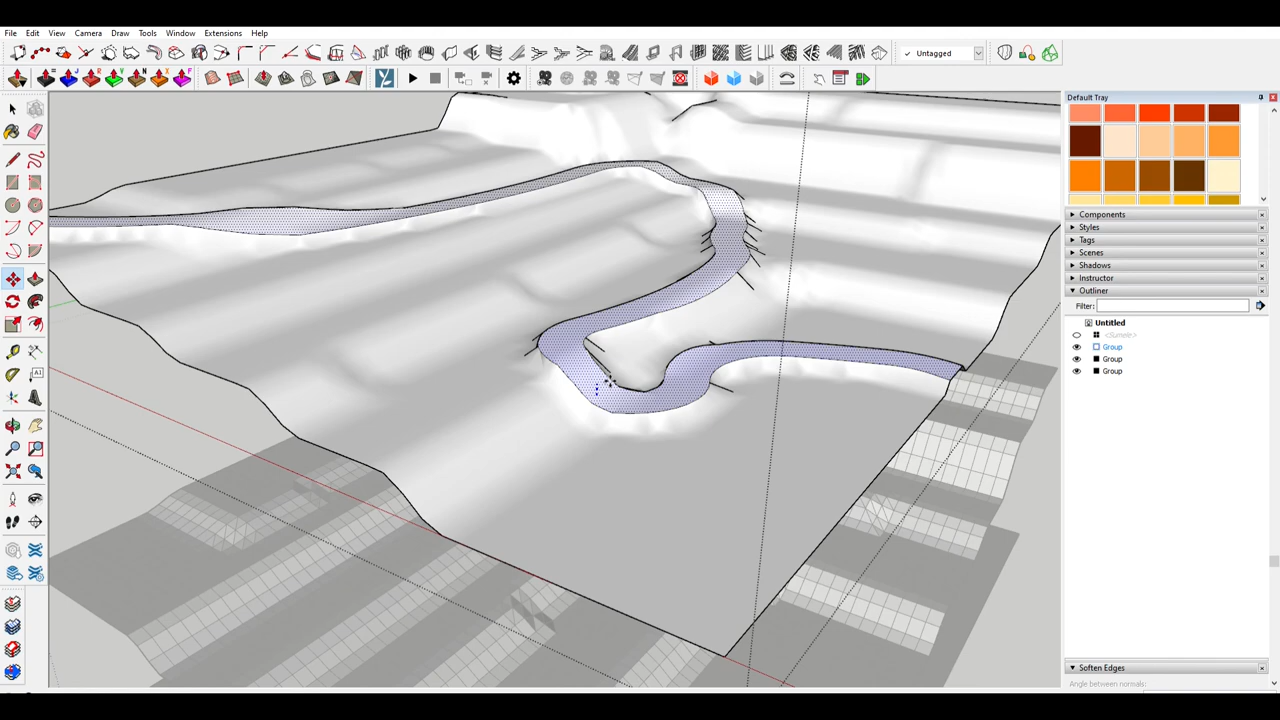 File Edit View Camera Draw Tools Window Extensions Help
✓ Untagged
Default Tray
Components
Styles
Tags
Scenes
Shadows
Instructor
Outliner
Filter:
Untitled
Group
Group
Group
Soften Edges
Angle between normals: